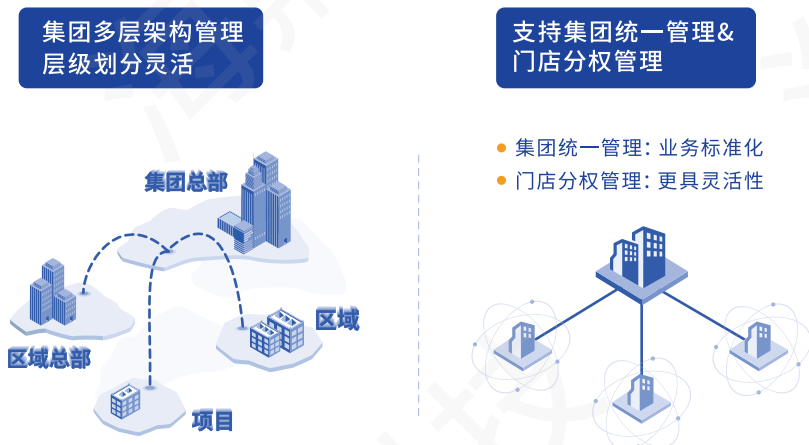 集团多层架构管理
层级划分灵活
支持集团统一管理&
门店分权管理
集团统一管理：业务标准化
门店分权管理：更具灵活性
集团总部
区域
区域总部
项目